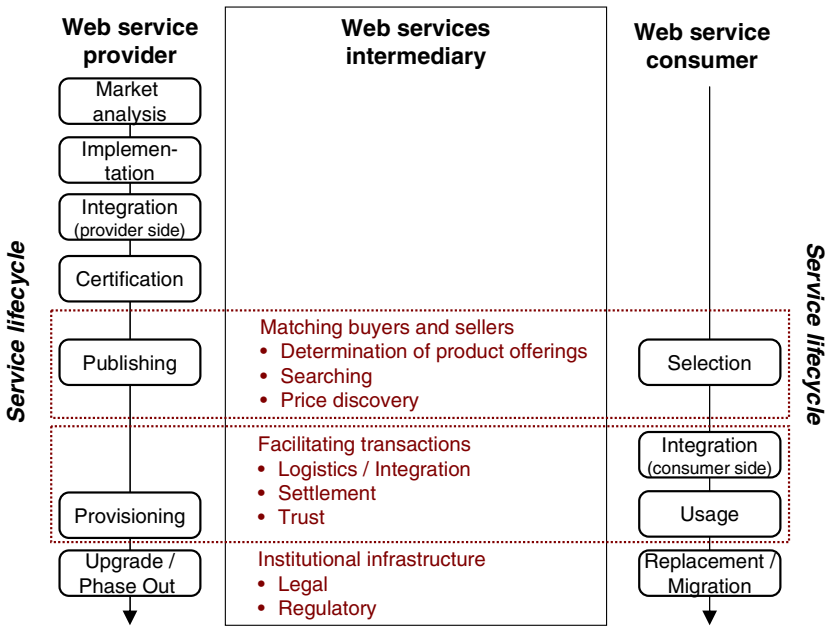 Web service
provider
Web services
intermediary
Web service
consumer
Service lifecycle
Market
analysis
Implemen-
tation
Integration
(provider side)
Certification
Publishing
Provisioning
Upgrade /
Phase Out
Matching buyers and sellers
• Determination of product offerings
• Searching
• Price discovery
Facilitating transactions
• Logistics / Integration
• Settlement
• Trust
Institutional infrastructure
• Legal
• Regulatory
Selection
Integration
(consumer side)
Usage
Replacement /
Migration
Service lifecycle